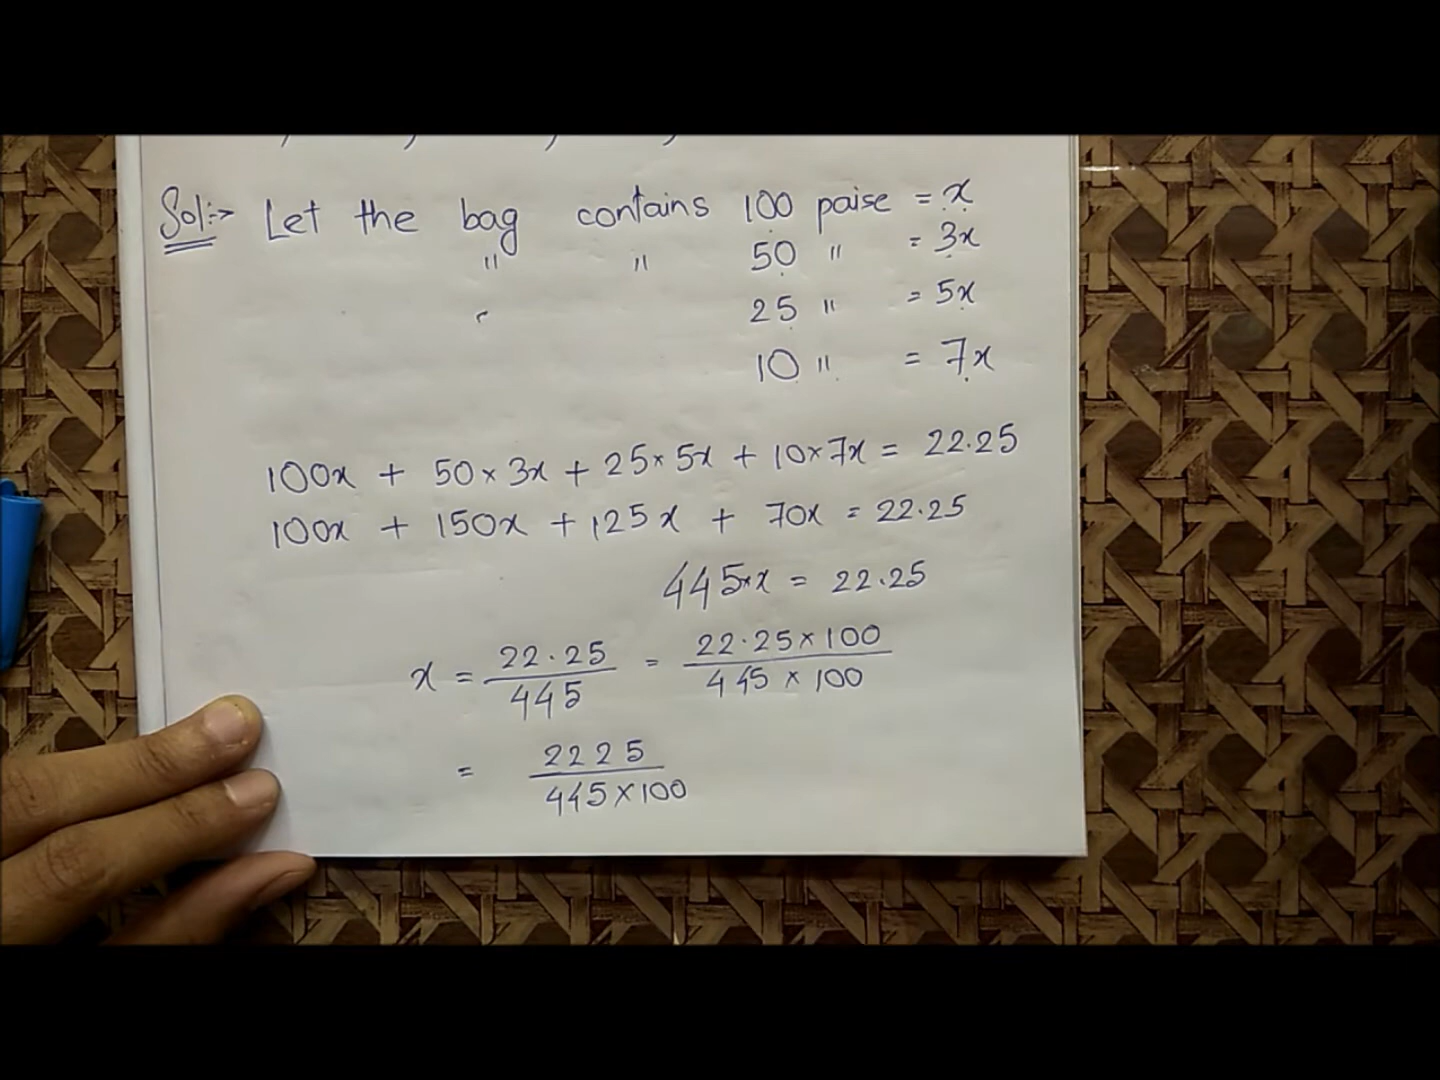 Sol:-> Let the bag contains 100 paise = x
" " 50 " = 3x
" 25 " = 5x
10 " = 7x
100x + 50 × 3x + 25 × 5x + 10 × 7x = 22.25
100x + 150x + 125x + 70x = 22.25
445 × x = 22.25
x = 22.25 / 445 = 22.25 × 100 / 445 × 100
= 2225 / 445 × 100